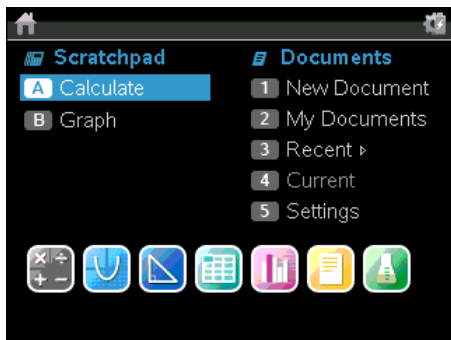 Scratchpad
A Calculate
B Graph
Documents
1 New Document
2 My Documents
3 Recent ▹
4 Current
5 Settings